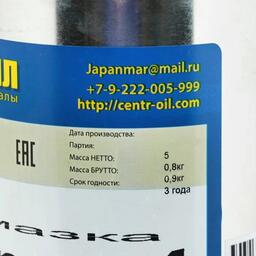 Japanmar@mail.ru
+7-9-222-005-999
http://centr-oil.com
Дата производства:
Партия: 5
Масса НЕТТО: 0,8кг
Масса БРУТТО: 0,9кг
Срок годности: 3 года
ЕАС